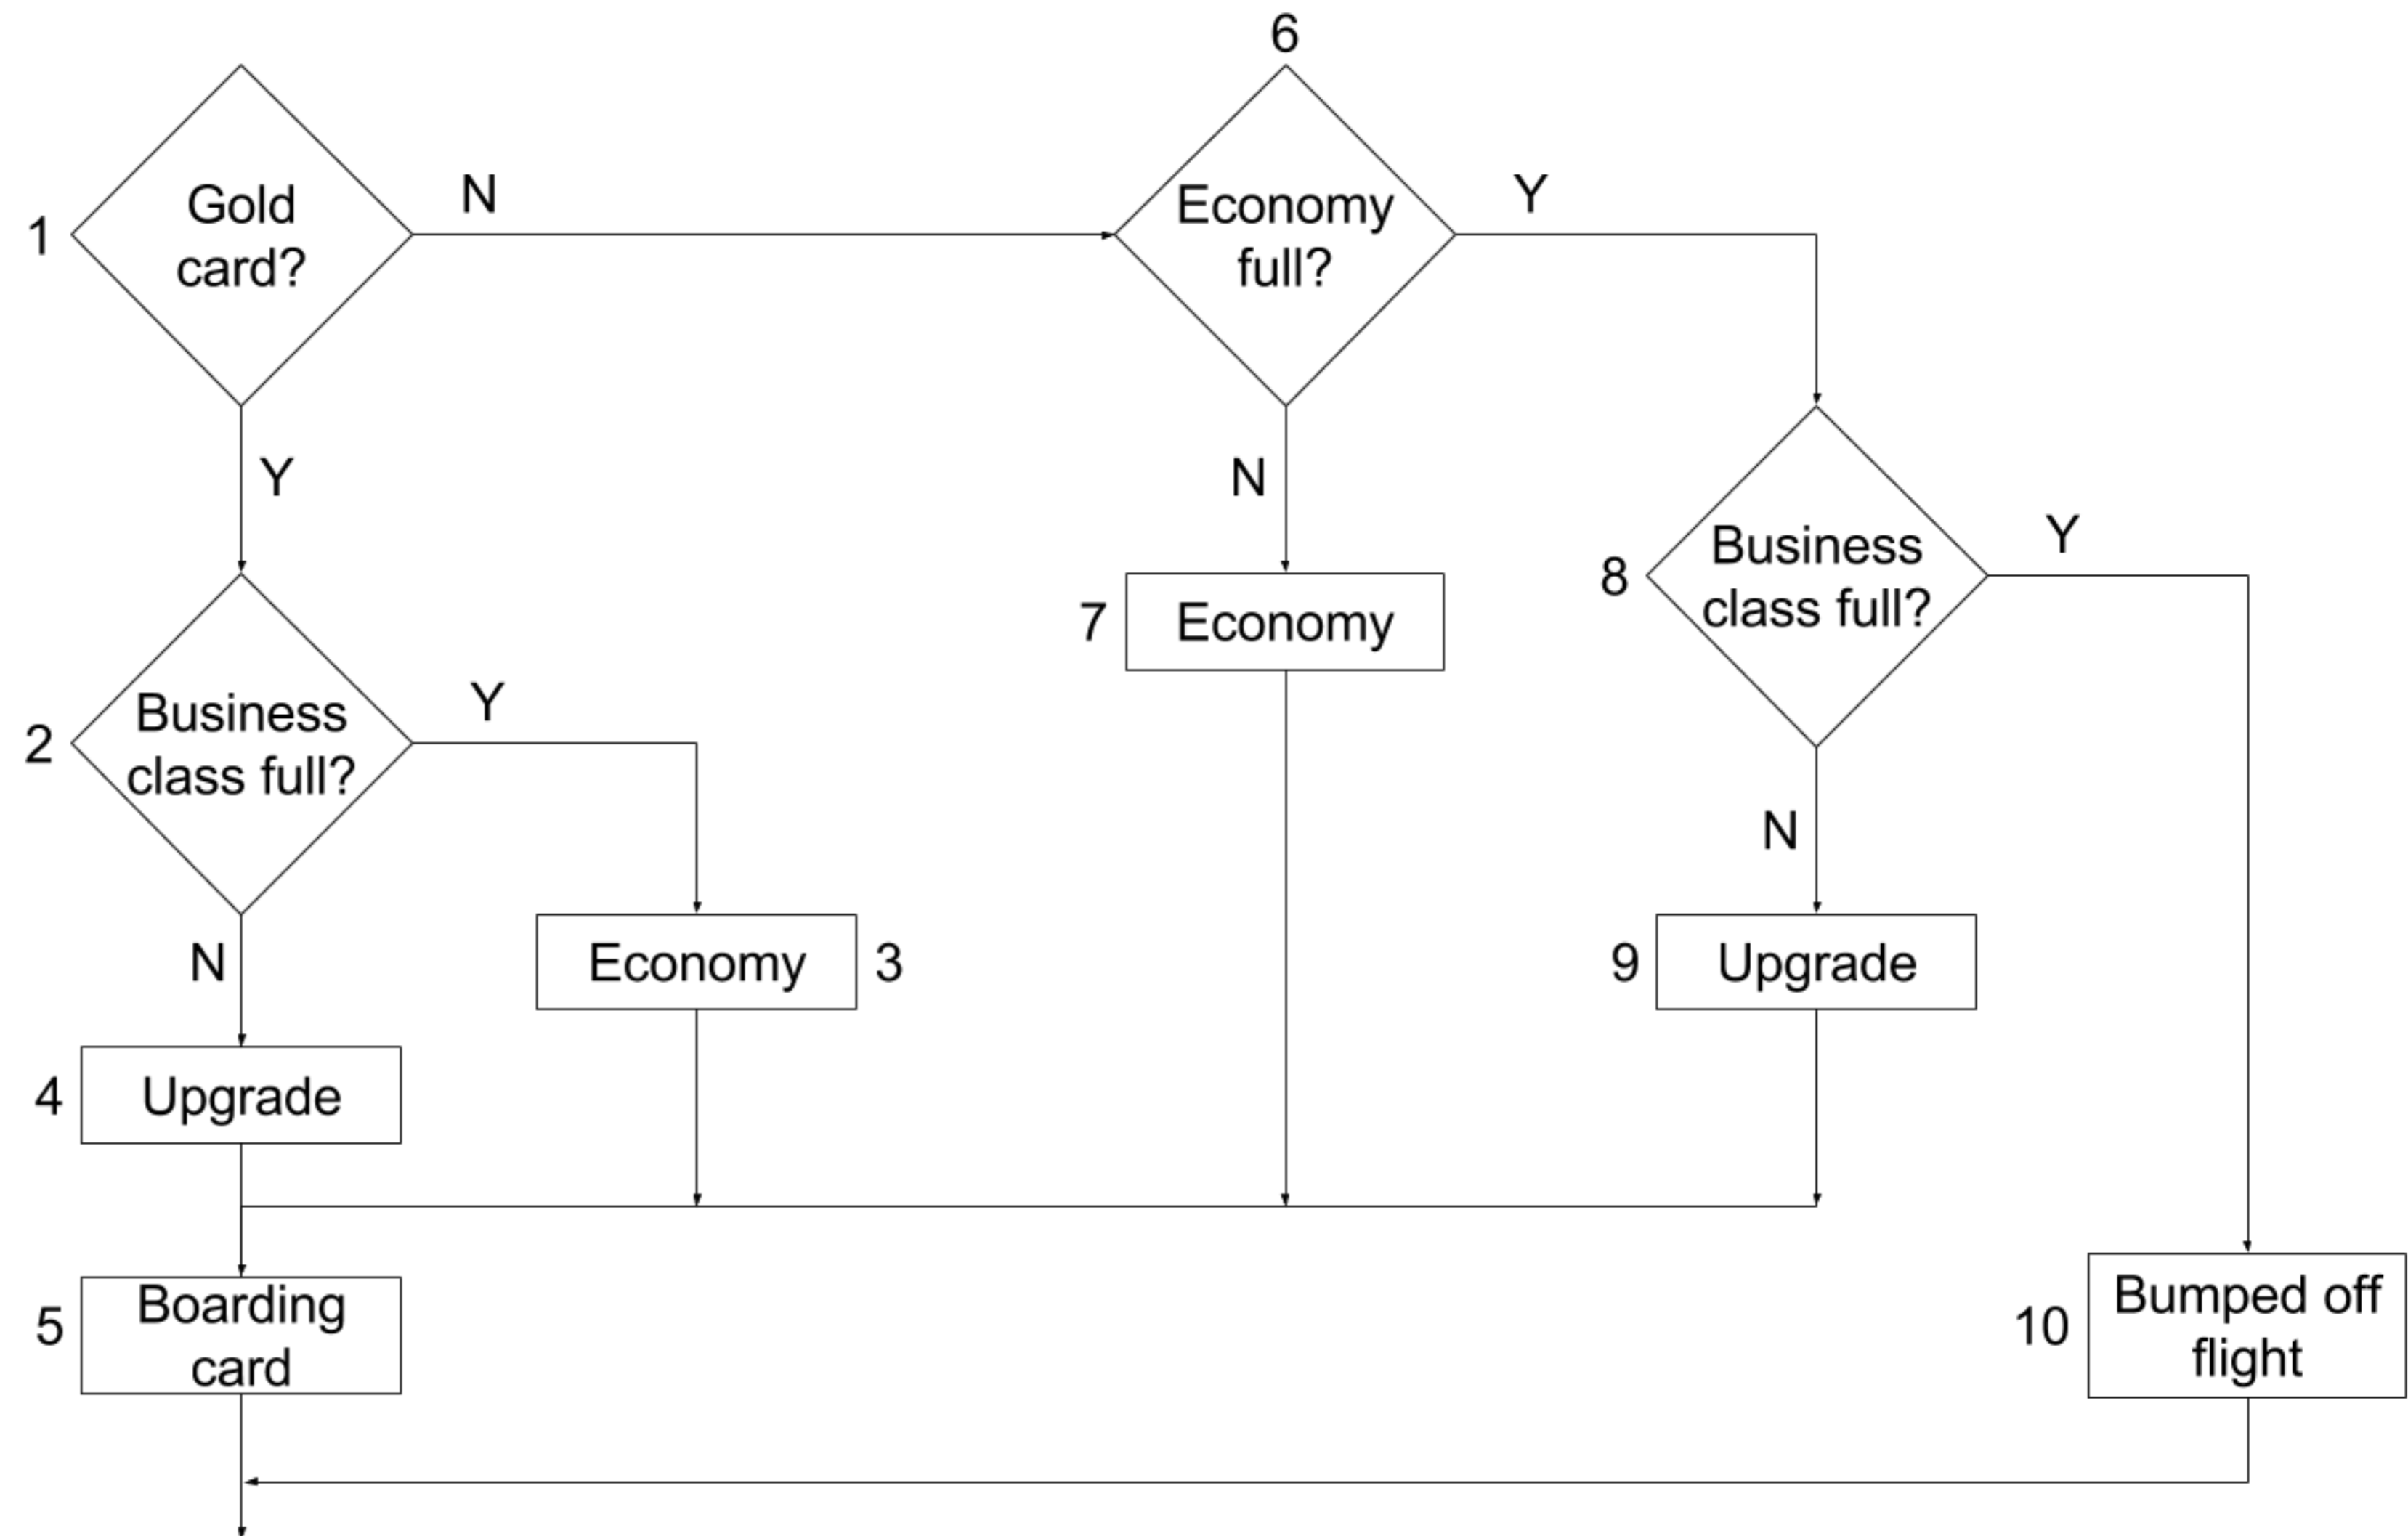 6
1
Gold
card?
N
Economy
full?
Y
Y
N
8
Business
class full?
Y
7
Economy
2
Business
class full?
Y
N
N
Economy
3
9
Upgrade
4
Upgrade
5
Boarding
card
10
Bumped off
flight